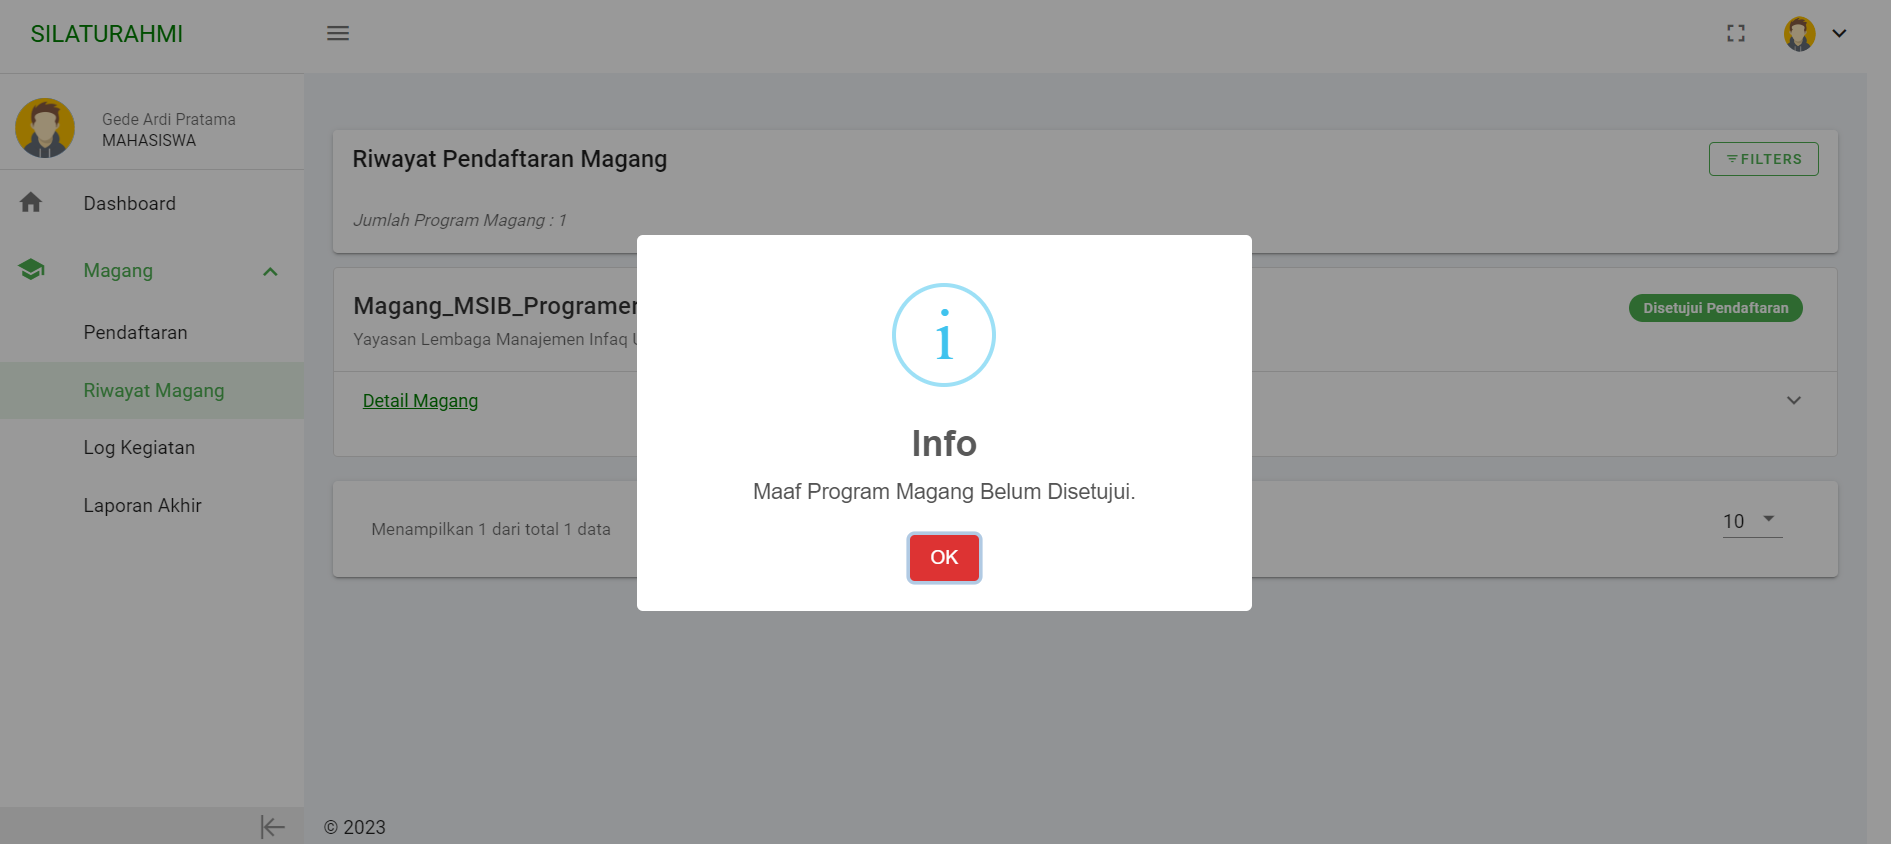 SILATURAHMI
Gede Ardi Pratama
MAHASISWA
Dashboard
Magang
Pendaftaran
Riwayat Magang
Log Kegiatan
Laporan Akhir
Riwayat Pendaftaran Magang
FILTERS
Jumlah Program Magang : 1
Magang_MSIB_Programer
Disetujui Pendaftaran
Yayasan Lembaga Manajemen Infaq
Detail Magang
i
Info
Maaf Program Magang Belum Disetujui.
OK
Menampilkan 1 dari total 1 data
10
© 2023